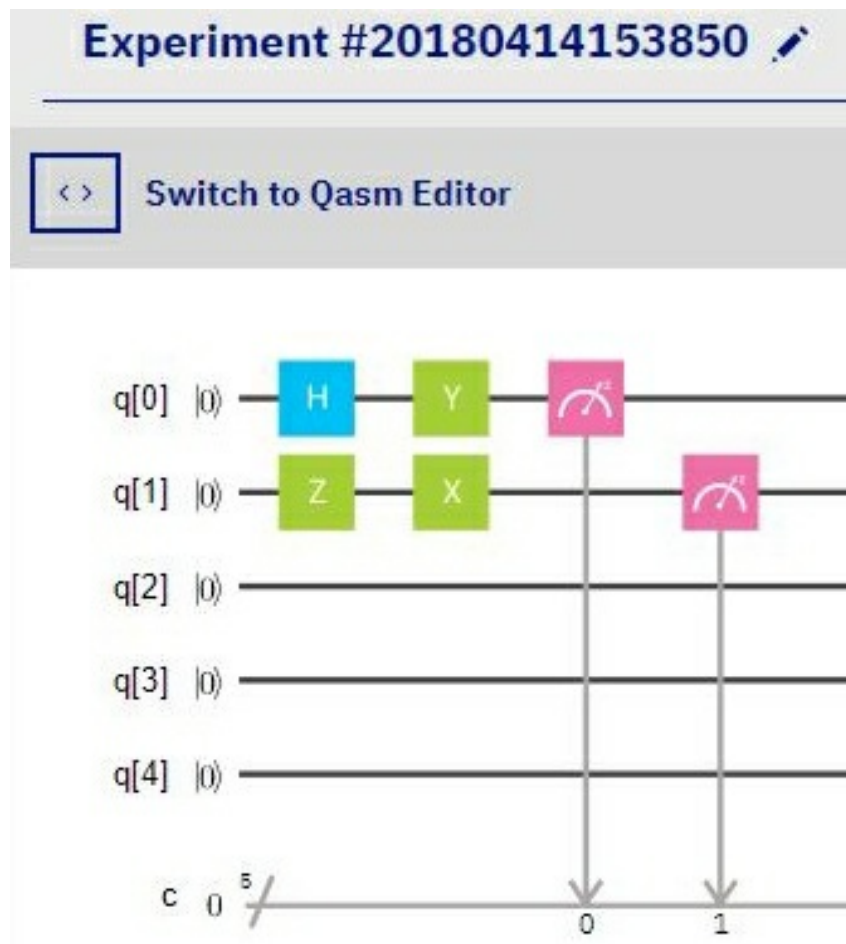 Experiment #20180414153850
<> Switch to Qasm Editor
q[0] |0⟩ H Y
q[1] |0⟩ Z X
q[2] |0⟩
q[3] |0⟩
q[4] |0⟩
c 0 5
0 1